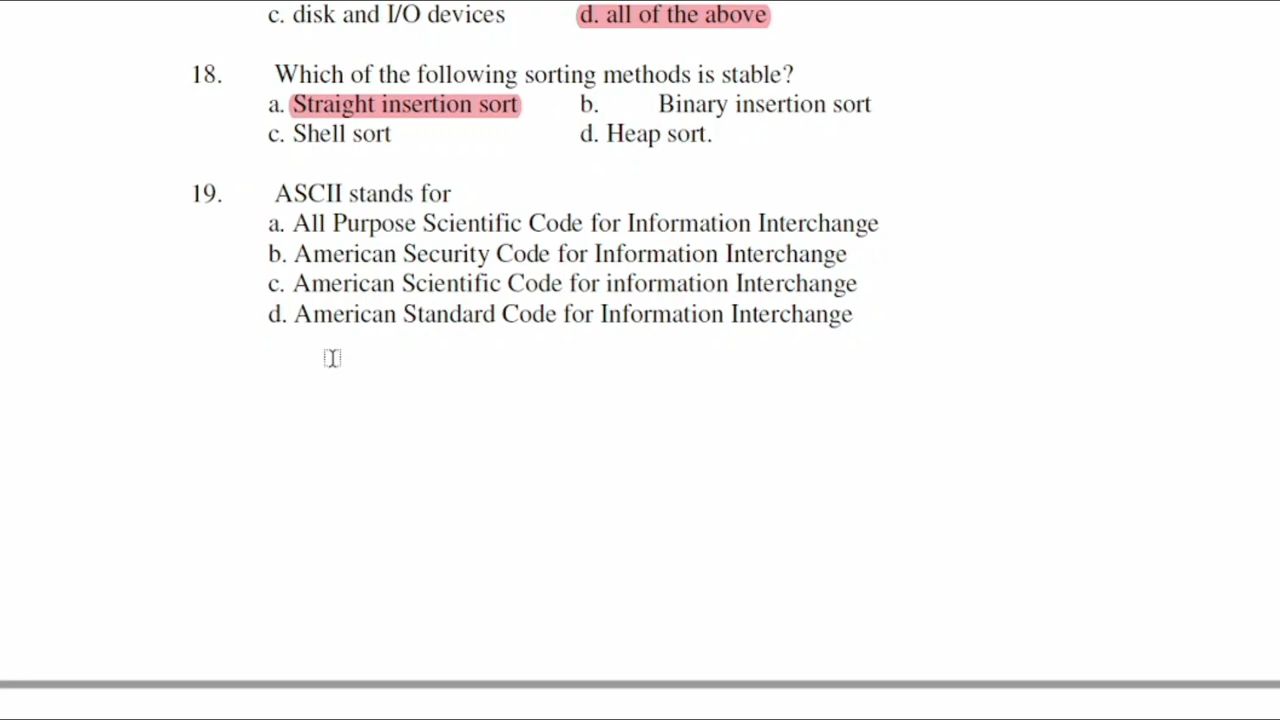 c. disk and I/O devices d. all of the above
18. Which of the following sorting methods is stable?
a. Straight insertion sort b. Binary insertion sort
c. Shell sort d. Heap sort.
19. ASCII stands for
a. All Purpose Scientific Code for Information Interchange
b. American Security Code for Information Interchange
c. American Scientific Code for information Interchange
d. American Standard Code for Information Interchange